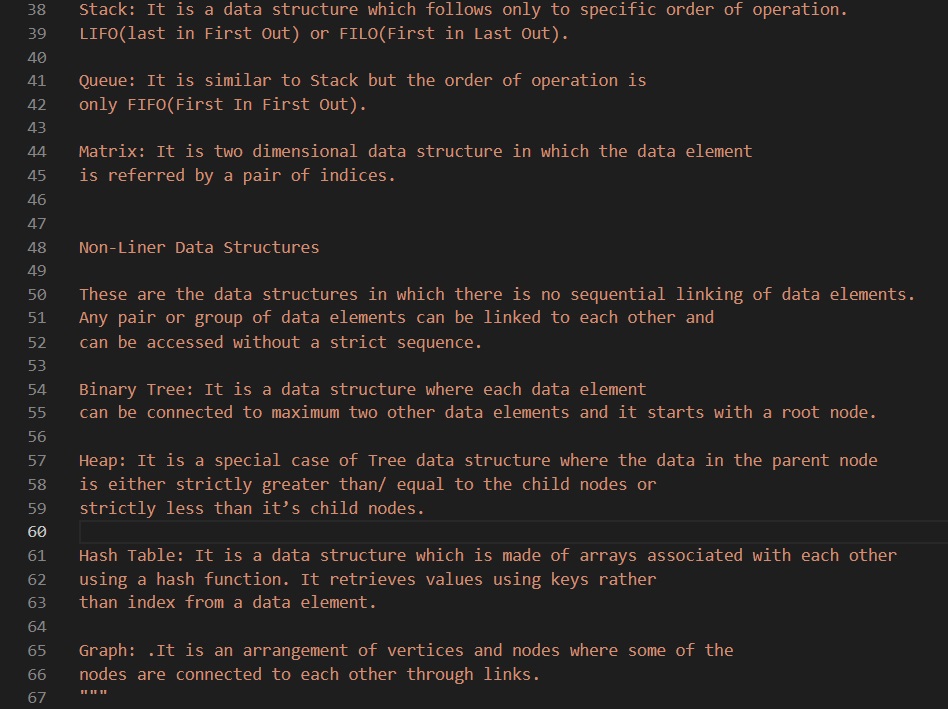 38 Stack: It is a data structure which follows only to specific order of operation.
39 LIFO(last in First Out) or FILO(First in Last Out).
40
41 Queue: It is similar to Stack but the order of operation is
42 only FIFO(First In First Out).
43
44 Matrix: It is two dimensional data structure in which the data element
45 is referred by a pair of indices.
46
47
48 Non-Liner Data Structures
49
50 These are the data structures in which there is no sequential linking of data elements.
51 Any pair or group of data elements can be linked to each other and
52 can be accessed without a strict sequence.
53
54 Binary Tree: It is a data structure where each data element
55 can be connected to maximum two other data elements and it starts with a root node.
56
57 Heap: It is a special case of Tree data structure where the data in the parent node
58 is either strictly greater than/ equal to the child nodes or
59 strictly less than it’s child nodes.
60
61 Hash Table: It is a data structure which is made of arrays associated with each other
62 using a hash function. It retrieves values using keys rather
63 than index from a data element.
64
65 Graph: .It is an arrangement of vertices and nodes where some of the
66 nodes are connected to each other through links.
67 """